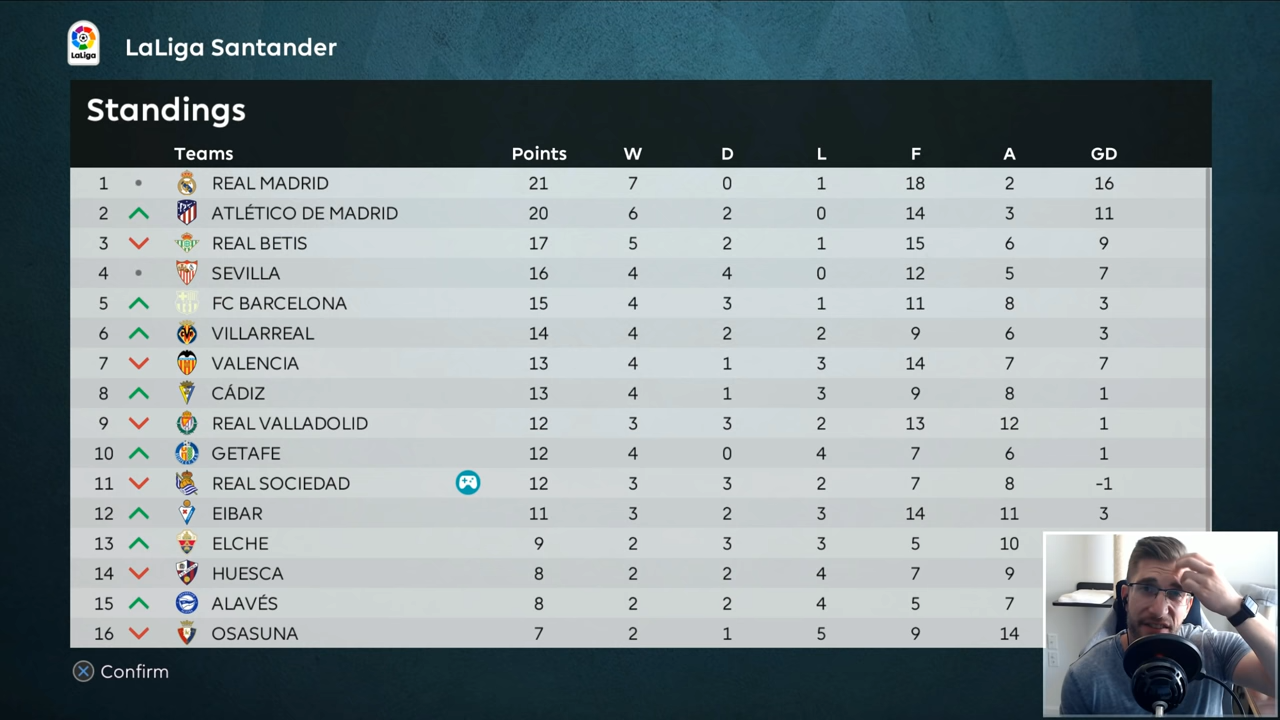 LaLiga
LaLiga Santander
Standings
Teams Points W D L F A GD
1 REAL MADRID 21 7 0 1 18 2 16
2 ATLÉTICO DE MADRID 20 6 2 0 14 3 11
3 REAL BETIS 17 5 2 1 15 6 9
4 SEVILLA 16 4 4 0 12 5 7
5 FC BARCELONA 15 4 3 1 11 8 3
6 VILLARREAL 14 4 2 2 9 6 3
7 VALENCIA 13 4 1 3 14 7 7
8 CÁDIZ 13 4 1 3 9 8 1
9 REAL VALLADOLID 12 3 3 2 13 12 1
10 GETAFE 12 4 0 4 7 6 1
11 REAL SOCIEDAD 12 3 3 2 7 8 -1
12 EIBAR 11 3 2 3 14 11 3
13 ELCHE 9 2 3 3 5 10
14 HUESCA 8 2 2 4 7 9
15 ALAVÉS 8 2 2 4 5 7
16 OSASUNA 7 2 1 5 9 14
Confirm